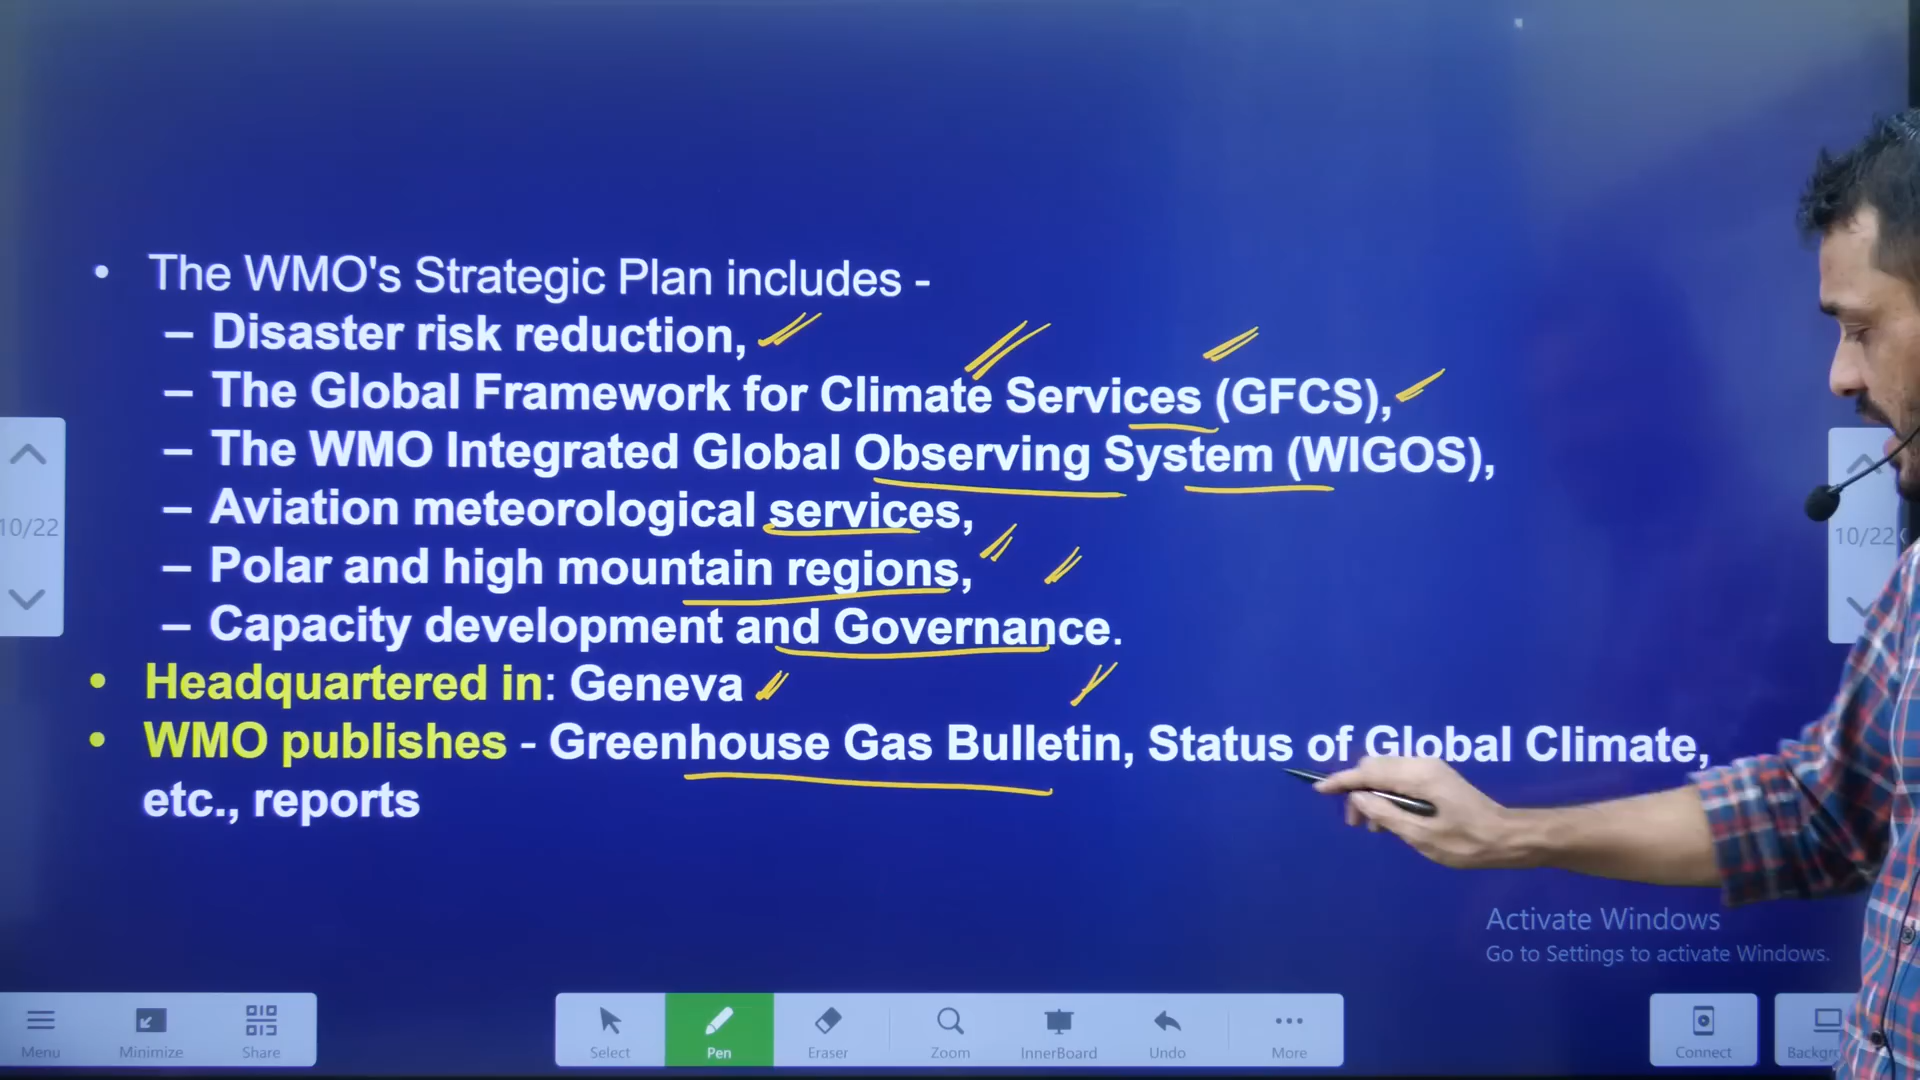 • The WMO's Strategic Plan includes -
– Disaster risk reduction,
– The Global Framework for Climate Services (GFCS),
– The WMO Integrated Global Observing System (WIGOS),
– Aviation meteorological services,
– Polar and high mountain regions,
– Capacity development and Governance.
• Headquartered in: Geneva
• WMO publishes - Greenhouse Gas Bulletin, Status of Global Climate,
etc., reports
10/22
10/22
Activate Windows
Go to Settings to activate Windows.
Menu Minimize Share Select Pen Eraser Zoom InnerBoard Undo More Connect Backgr